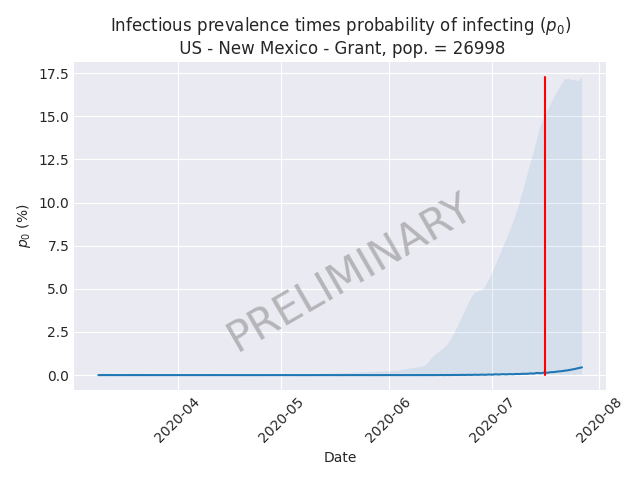 Infectious prevalence times probability of infecting (p₀)
US - New Mexico - Grant, pop. = 26998
17.5
15.0
12.5
10.0
7.5
5.0
2.5
0.0
p₀ (%)
PRELIMINARY
2020-04
2020-05
2020-06
2020-07
2020-08
Date